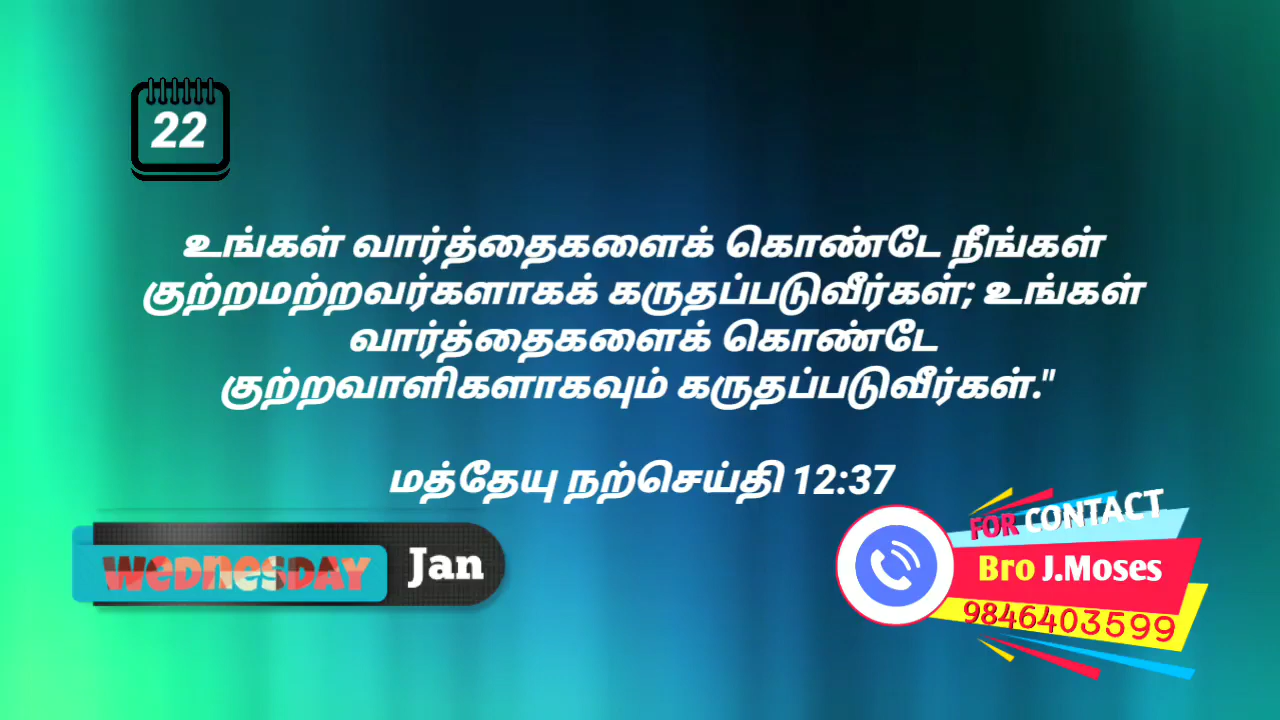 22
உங்கள் வார்த்தைகளைக் கொண்டே நீங்கள்
குற்றமற்றவர்களாகக் கருதப்படுவீர்கள்; உங்கள்
வார்த்தைகளைக் கொண்டே
குற்றவாளிகளாகவும் கருதப்படுவீர்கள்."
மத்தேயு நற்செய்தி 12:37
WEDNESDAY Jan
FOR CONTACT
Bro J.Moses
9846403599